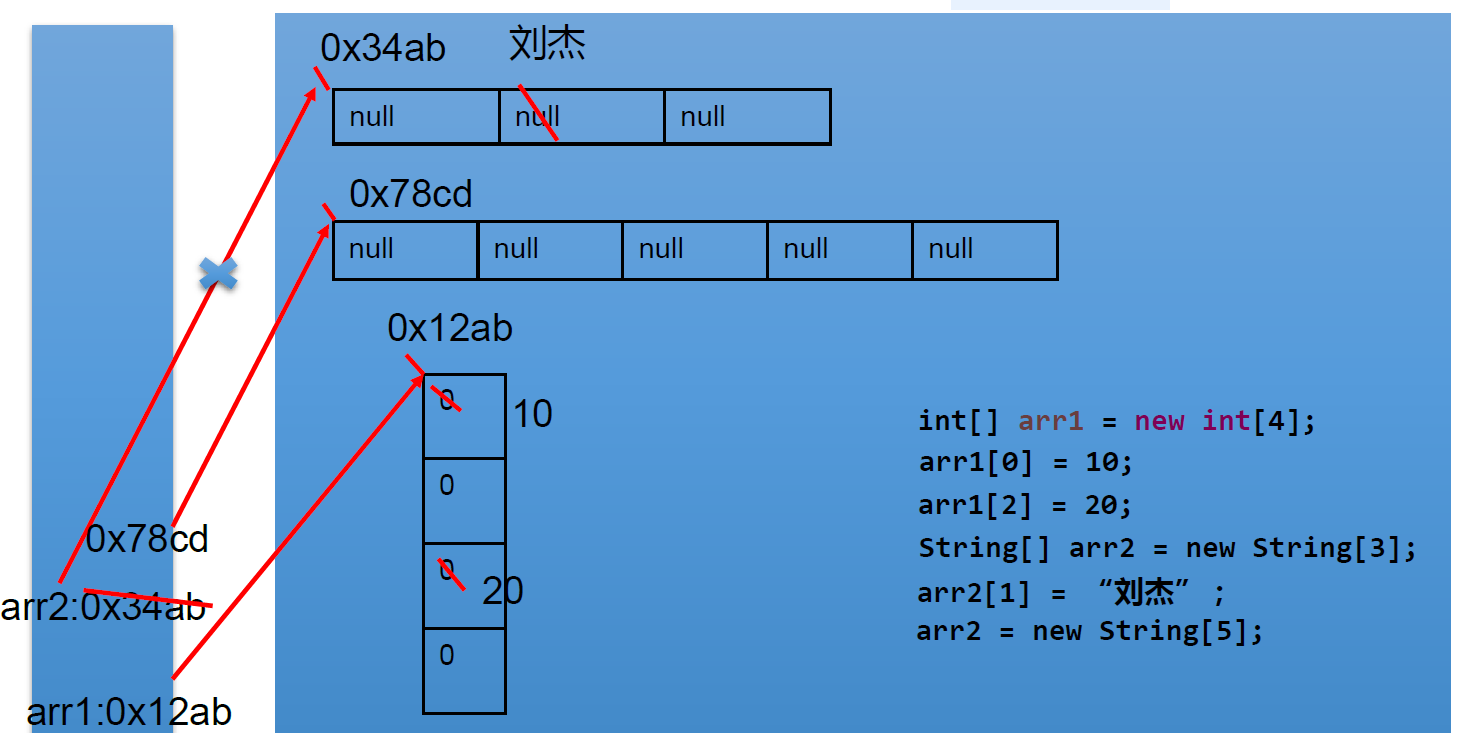 0x34ab 刘杰
null null null
0x78cd
null null null null null
0x12ab
0 10
0
0 20
0
0x78cd
arr2:0x34ab
arr1:0x12ab
int[] arr1 = new int[4];
arr1[0] = 10;
arr1[2] = 20;
String[] arr2 = new String[3];
arr2[1] = “刘杰” ;
arr2 = new String[5];